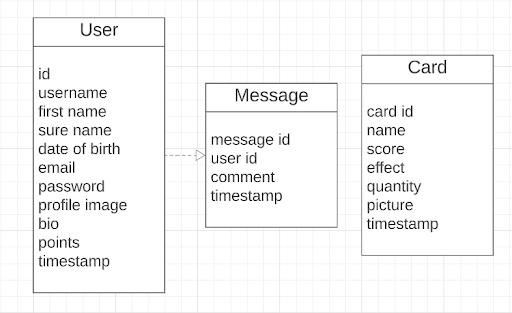 User
id
username
first name
sure name
date of birth
email
password
profile image
bio
points
timestamp
Message
message id
user id
comment
timestamp
Card
card id
name
score
effect
quantity
picture
timestamp